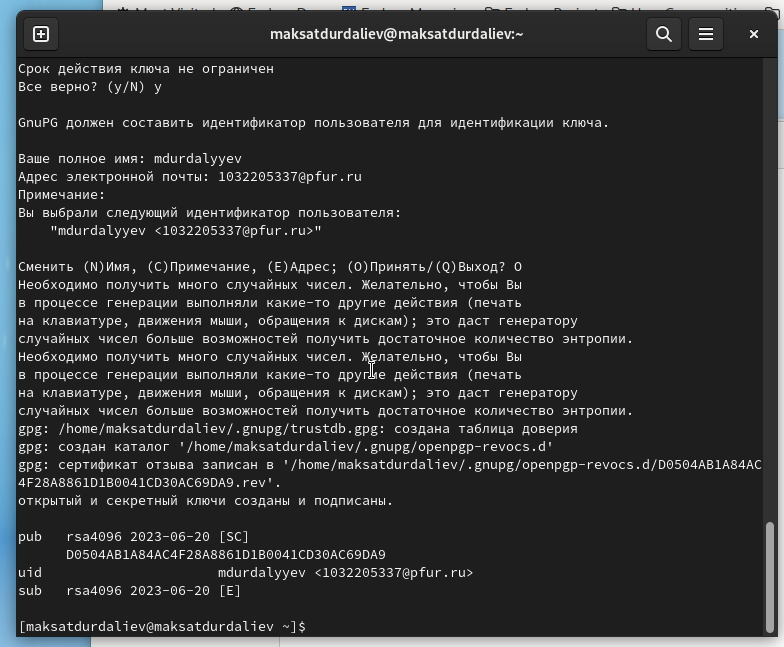 maksatdurdaliev@maksatdurdaliev:~
Срок действия ключа не ограничен
Все верно? (y/N) y
GnuPG должен составить идентификатор пользователя для идентификации ключа.
Ваше полное имя: mdurdalyyev
Адрес электронной почты: 1032205337@pfur.ru
Примечание:
Вы выбрали следующий идентификатор пользователя:
"mdurdalyyev <1032205337@pfur.ru>"
Сменить (N)Имя, (C)Примечание, (E)Адрес; (O)Принять/(Q)Выход? O
Необходимо получить много случайных чисел. Желательно, чтобы Вы
в процессе генерации выполняли какие-то другие действия (печать
на клавиатуре, движения мыши, обращения к дискам); это даст генератору
случайных чисел больше возможностей получить достаточное количество энтропии.
Необходимо получить много случайных чисел. Желательно, чтобы Вы
в процессе генерации выполняли какие-то другие действия (печать
на клавиатуре, движения мыши, обращения к дискам); это даст генератору
случайных чисел больше возможностей получить достаточное количество энтропии.
gpg: /home/maksatdurdaliev/.gnupg/trustdb.gpg: создана таблица доверия
gpg: создан каталог '/home/maksatdurdaliev/.gnupg/openpgp-revocs.d'
gpg: сертификат отзыва записан в '/home/maksatdurdaliev/.gnupg/openpgp-revocs.d/D0504AB1A84AC
4F28A8861D1B0041CD30AC69DA9.rev'.
открытый и секретный ключи созданы и подписаны.
pub   rsa4096 2023-06-20 [SC]
D0504AB1A84AC4F28A8861D1B0041CD30AC69DA9
uid                      mdurdalyyev <1032205337@pfur.ru>
sub   rsa4096 2023-06-20 [E]
[maksatdurdaliev@maksatdurdaliev ~]$